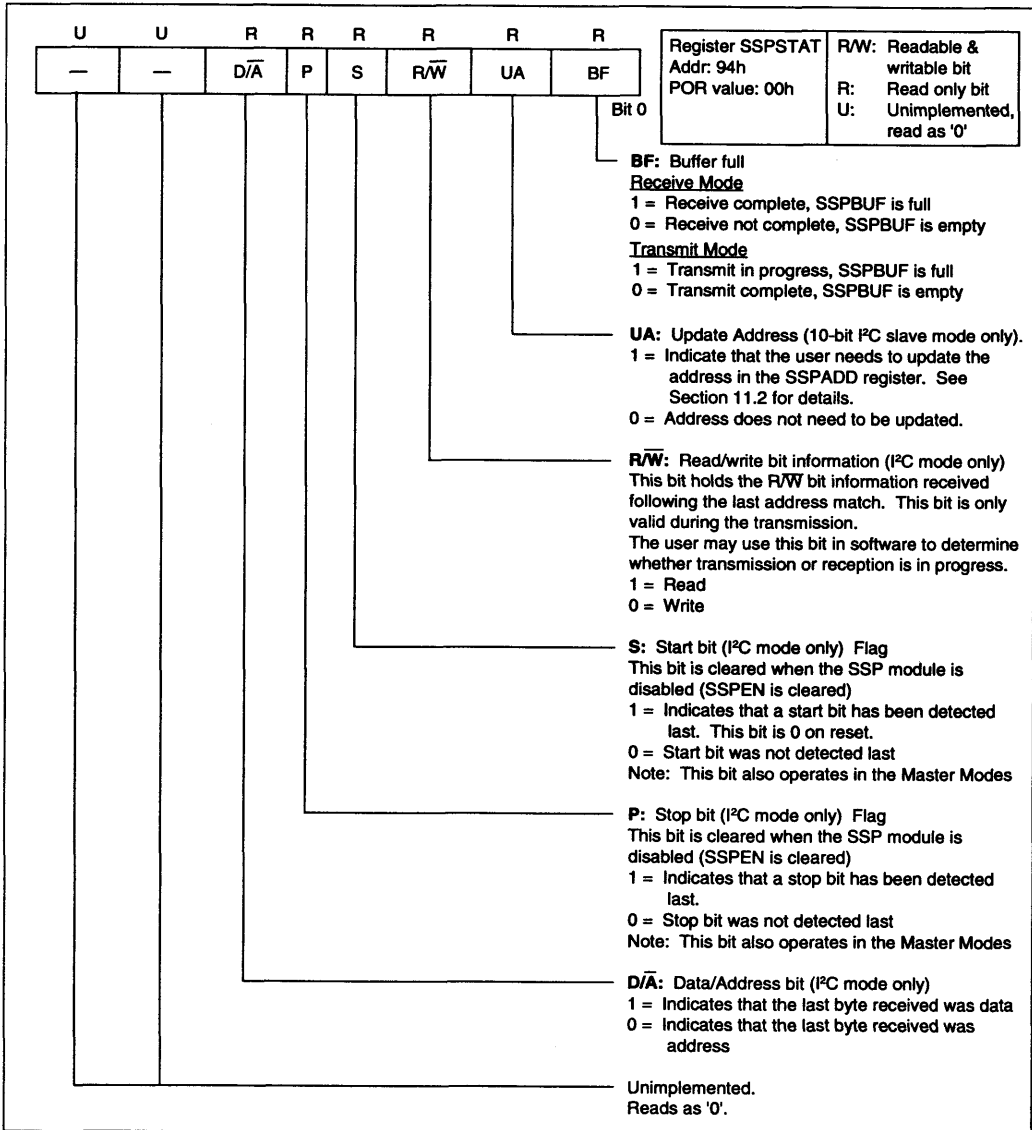 U U R R R R R R
— — D/A̅ P S R/W̅ UA BF
Bit 0
Register SSPSTAT
Addr: 94h
POR value: 00h
R/W: Readable &
writable bit
R: Read only bit
U: Unimplemented,
read as '0'
BF: Buffer full
Receive Mode
1 = Receive complete, SSPBUF is full
0 = Receive not complete, SSPBUF is empty
Transmit Mode
1 = Transmit in progress, SSPBUF is full
0 = Transmit complete, SSPBUF is empty
UA: Update Address (10-bit I²C slave mode only).
1 = Indicate that the user needs to update the
address in the SSPADD register. See
Section 11.2 for details.
0 = Address does not need to be updated.
R/W̅: Read/write bit information (I²C mode only)
This bit holds the R/W̅ bit information received
following the last address match. This bit is only
valid during the transmission.
The user may use this bit in software to determine
whether transmission or reception is in progress.
1 = Read
0 = Write
S: Start bit (I²C mode only) Flag
This bit is cleared when the SSP module is
disabled (SSPEN is cleared)
1 = Indicates that a start bit has been detected
last. This bit is 0 on reset.
0 = Start bit was not detected last
Note: This bit also operates in the Master Modes
P: Stop bit (I²C mode only) Flag
This bit is cleared when the SSP module is
disabled (SSPEN is cleared)
1 = Indicates that a stop bit has been detected
last.
0 = Stop bit was not detected last
Note: This bit also operates in the Master Modes
D/A̅: Data/Address bit (I²C mode only)
1 = Indicates that the last byte received was data
0 = Indicates that the last byte received was
address
Unimplemented.
Reads as '0'.